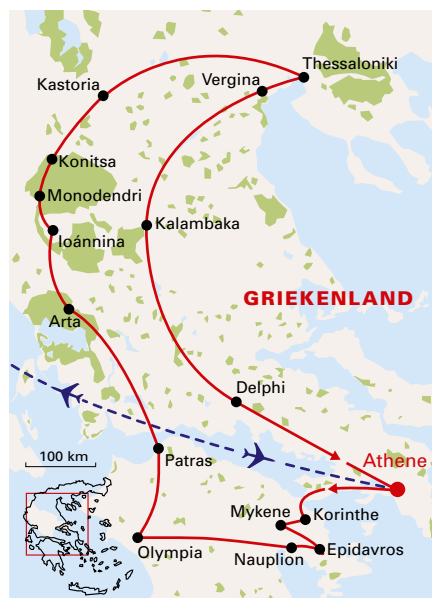 Thessaloniki
Vergina
Kastoria
Konitsa
Monodendri
Ioánnina
Kalambaka
GRIEKENLAND
Arta
Delphi
100 km
Patras
Athene
Mykene
Korinthe
Olympia
Nauplion
Epidavros